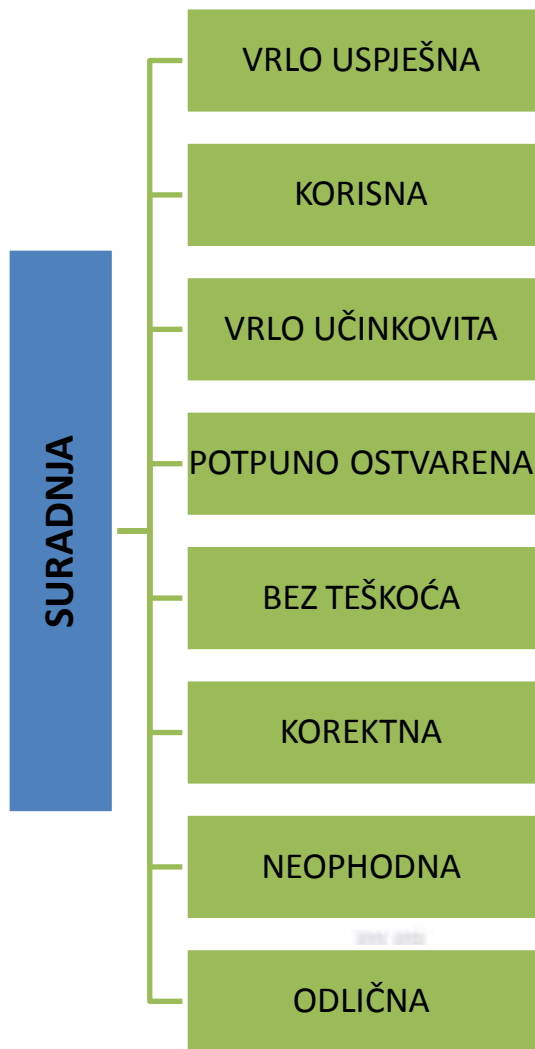 VRLO USPJEŠNA
KORISNA
VRLO UČINKOVITA
SURADNJA
POTPUNO OSTVARENA
BEZ TEŠKOĆA
KOREKTNA
NEOPHODNA
ODLIČNA